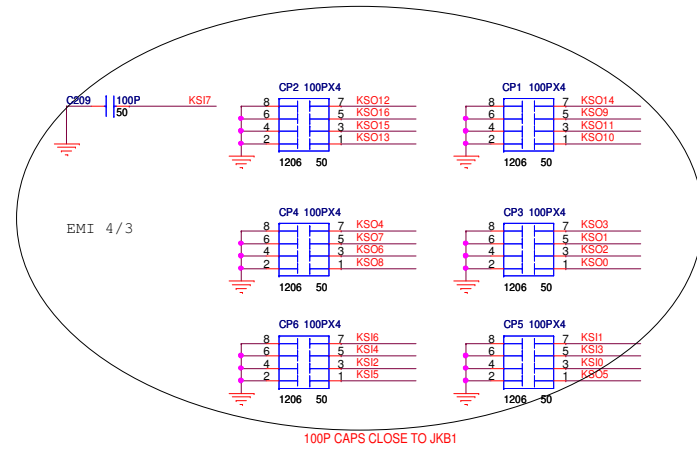 C209 100P KSI7
50
CP2 100PX4
8 7 KSO12
6 5 KSO16
4 3 KSO15
2 1 KSO13
1206 50
CP1 100PX4
8 7 KSO14
6 5 KSO9
4 3 KSO11
2 1 KSO10
1206 50
EMI 4/3
CP4 100PX4
8 7 KSO4
6 5 KSO7
4 3 KSO6
2 1 KSO8
1206 50
CP3 100PX4
8 7 KSO3
6 5 KSO1
4 3 KSO2
2 1 KSO0
1206 50
CP6 100PX4
8 7 KSI6
6 5 KSI4
4 3 KSI2
2 1 KSI5
1206 50
CP5 100PX4
8 7 KSI1
6 5 KSI3
4 3 KSI0
2 1 KSO5
1206 50
100P CAPS CLOSE TO JKB1